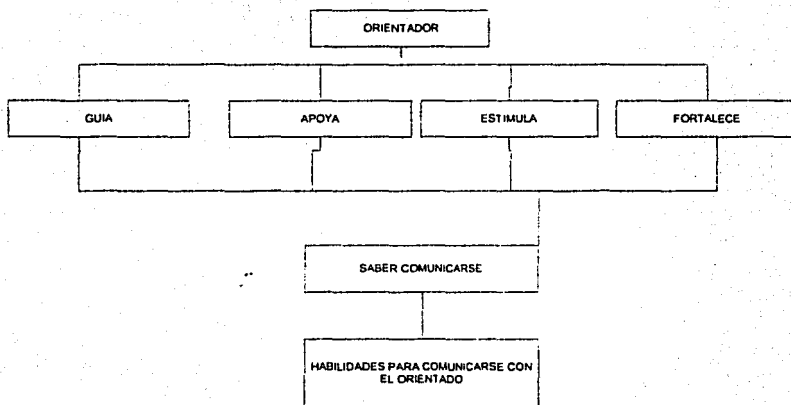 ORIENTADOR
GUIA
APOYA
ESTIMULA
FORTALECE
SABER COMUNICARSE
HABILIDADES PARA COMUNICARSE CON
EL ORIENTADO